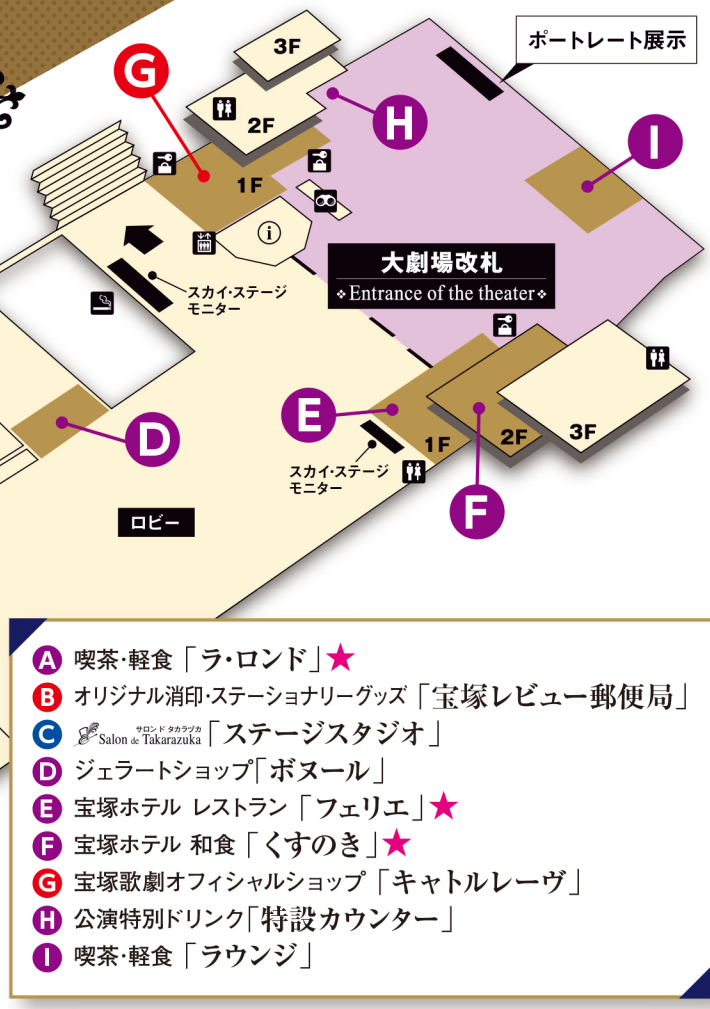 3F
ポートレート展示
G
2F
H
I
1F
i
大劇場改札
Entrance of the theater
スカイ・ステージ
モニター
E
D
1F
2F
3F
スカイ・ステージ
モニター
F
ロビー
A 喫茶・軽食「ラ・ロンド」★
B オリジナル消印・ステーショナリーグッズ「宝塚レビュー郵便局」
C サロン ド タカラヅカ Salon de Takarazuka「ステージスタジオ」
D ジェラートショップ「ボヌール」
E 宝塚ホテル レストラン「フェリエ」★
F 宝塚ホテル 和食「くすのき」★
G 宝塚歌劇オフィシャルショップ「キャトルレーヴ」
H 公演特別ドリンク「特設カウンター」
I 喫茶・軽食「ラウンジ」